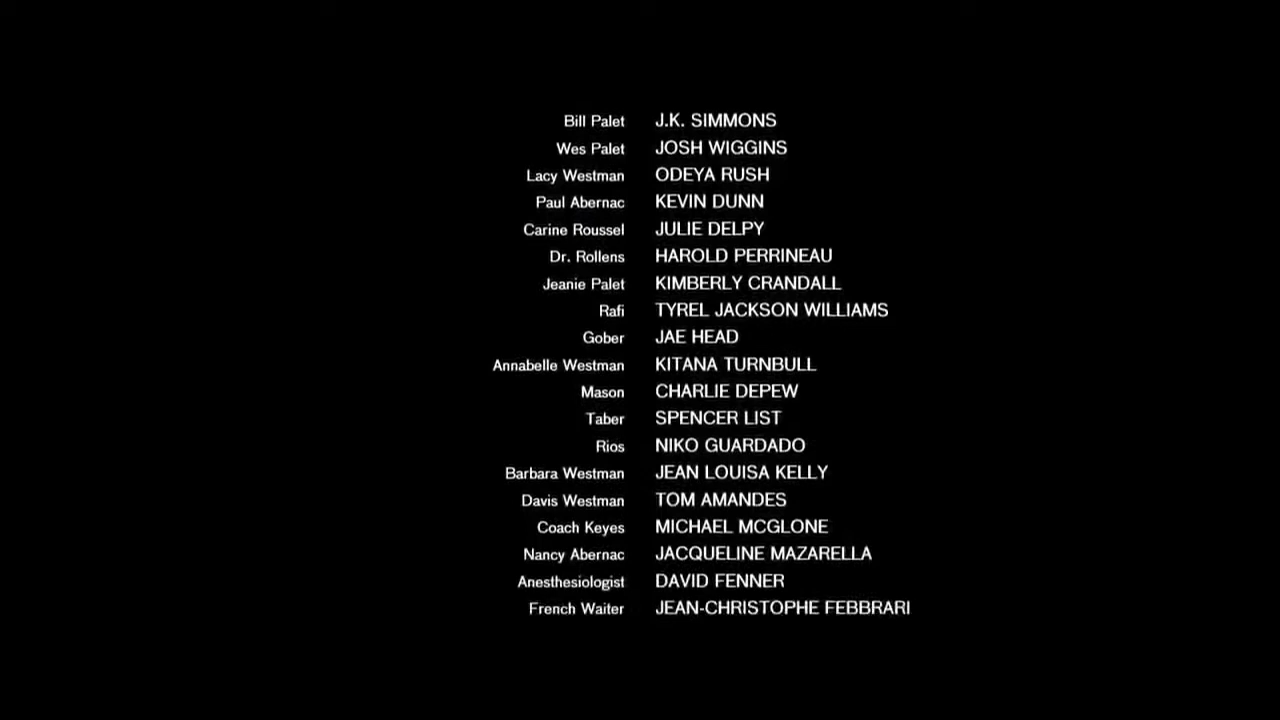 Bill Palet J.K. SIMMONS
Wes Palet JOSH WIGGINS
Lacy Westman ODEYA RUSH
Paul Abernac KEVIN DUNN
Carine Roussel JULIE DELPY
Dr. Rollens HAROLD PERRINEAU
Jeanie Palet KIMBERLY CRANDALL
Rafi TYREL JACKSON WILLIAMS
Gober JAE HEAD
Annabelle Westman KITANA TURNBULL
Mason CHARLIE DEPEW
Taber SPENCER LIST
Rios NIKO GUARDADO
Barbara Westman JEAN LOUISA KELLY
Davis Westman TOM AMANDES
Coach Keyes MICHAEL MCGLONE
Nancy Abernac JACQUELINE MAZARELLA
Anesthesiologist DAVID FENNER
French Waiter JEAN-CHRISTOPHE FEBBRARI